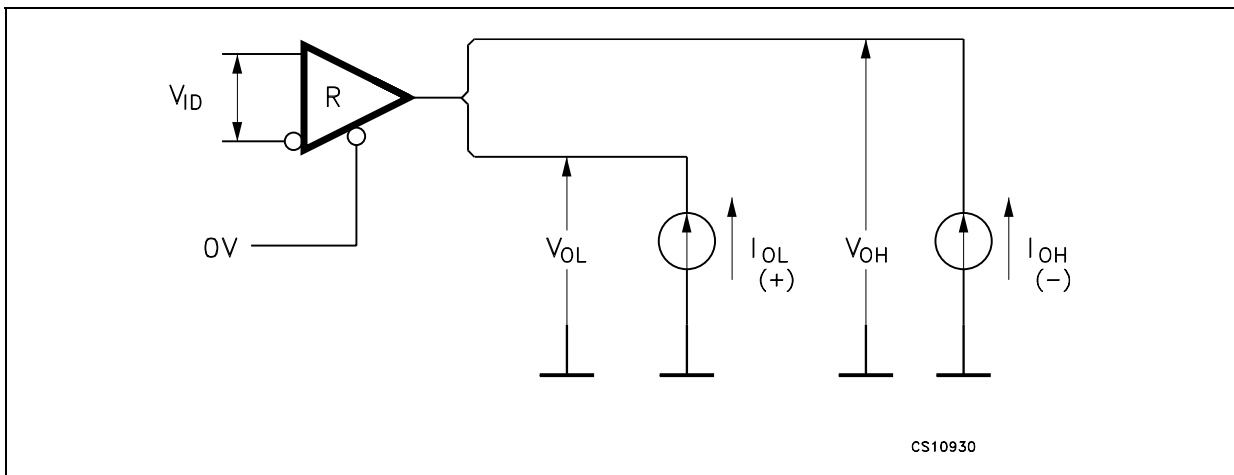 R
VID
0V
VOL
IOL
(+)
VOH
IOH
(-)
CS10930